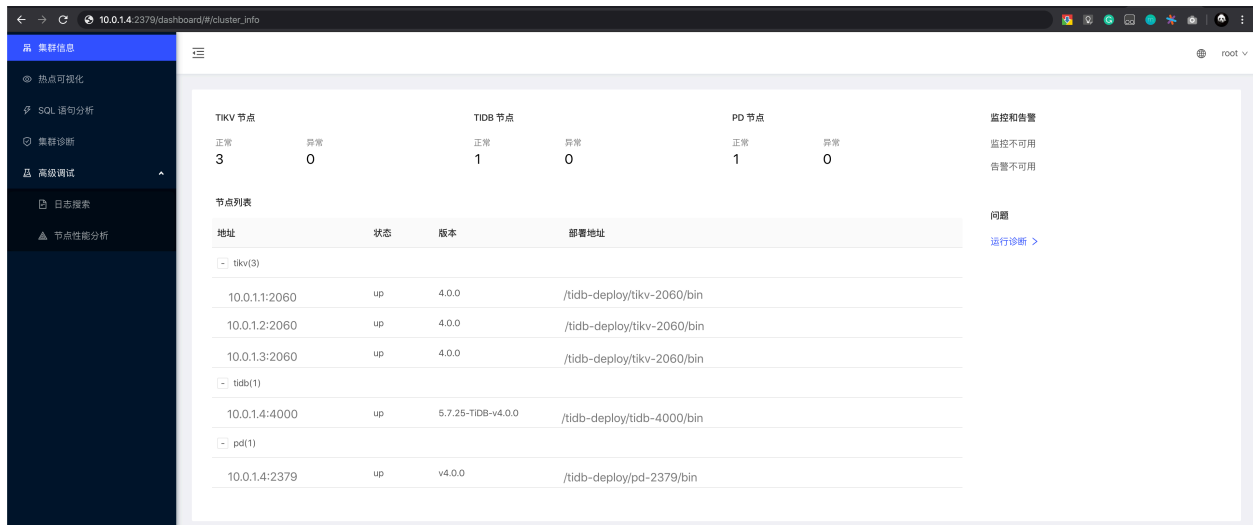 10.0.1.4:2379/dashboard/#/cluster_info
集群信息
热点可视化
SQL 语句分析
集群诊断
高级调试
日志搜索
节点性能分析
root
TIKV 节点
正常 异常
3 0
TIDB 节点
正常 异常
1 0
PD 节点
正常 异常
1 0
监控和告警
监控不可用
告警不可用
问题
运行诊断 >
节点列表
地址 状态 版本 部署地址
tikv(3)
10.0.1.1:2060 up 4.0.0 /tidb-deploy/tikv-2060/bin
10.0.1.2:2060 up 4.0.0 /tidb-deploy/tikv-2060/bin
10.0.1.3:2060 up 4.0.0 /tidb-deploy/tikv-2060/bin
tidb(1)
10.0.1.4:4000 up 5.7.25-TiDB-v4.0.0 /tidb-deploy/tidb-4000/bin
pd(1)
10.0.1.4:2379 up v4.0.0 /tidb-deploy/pd-2379/bin